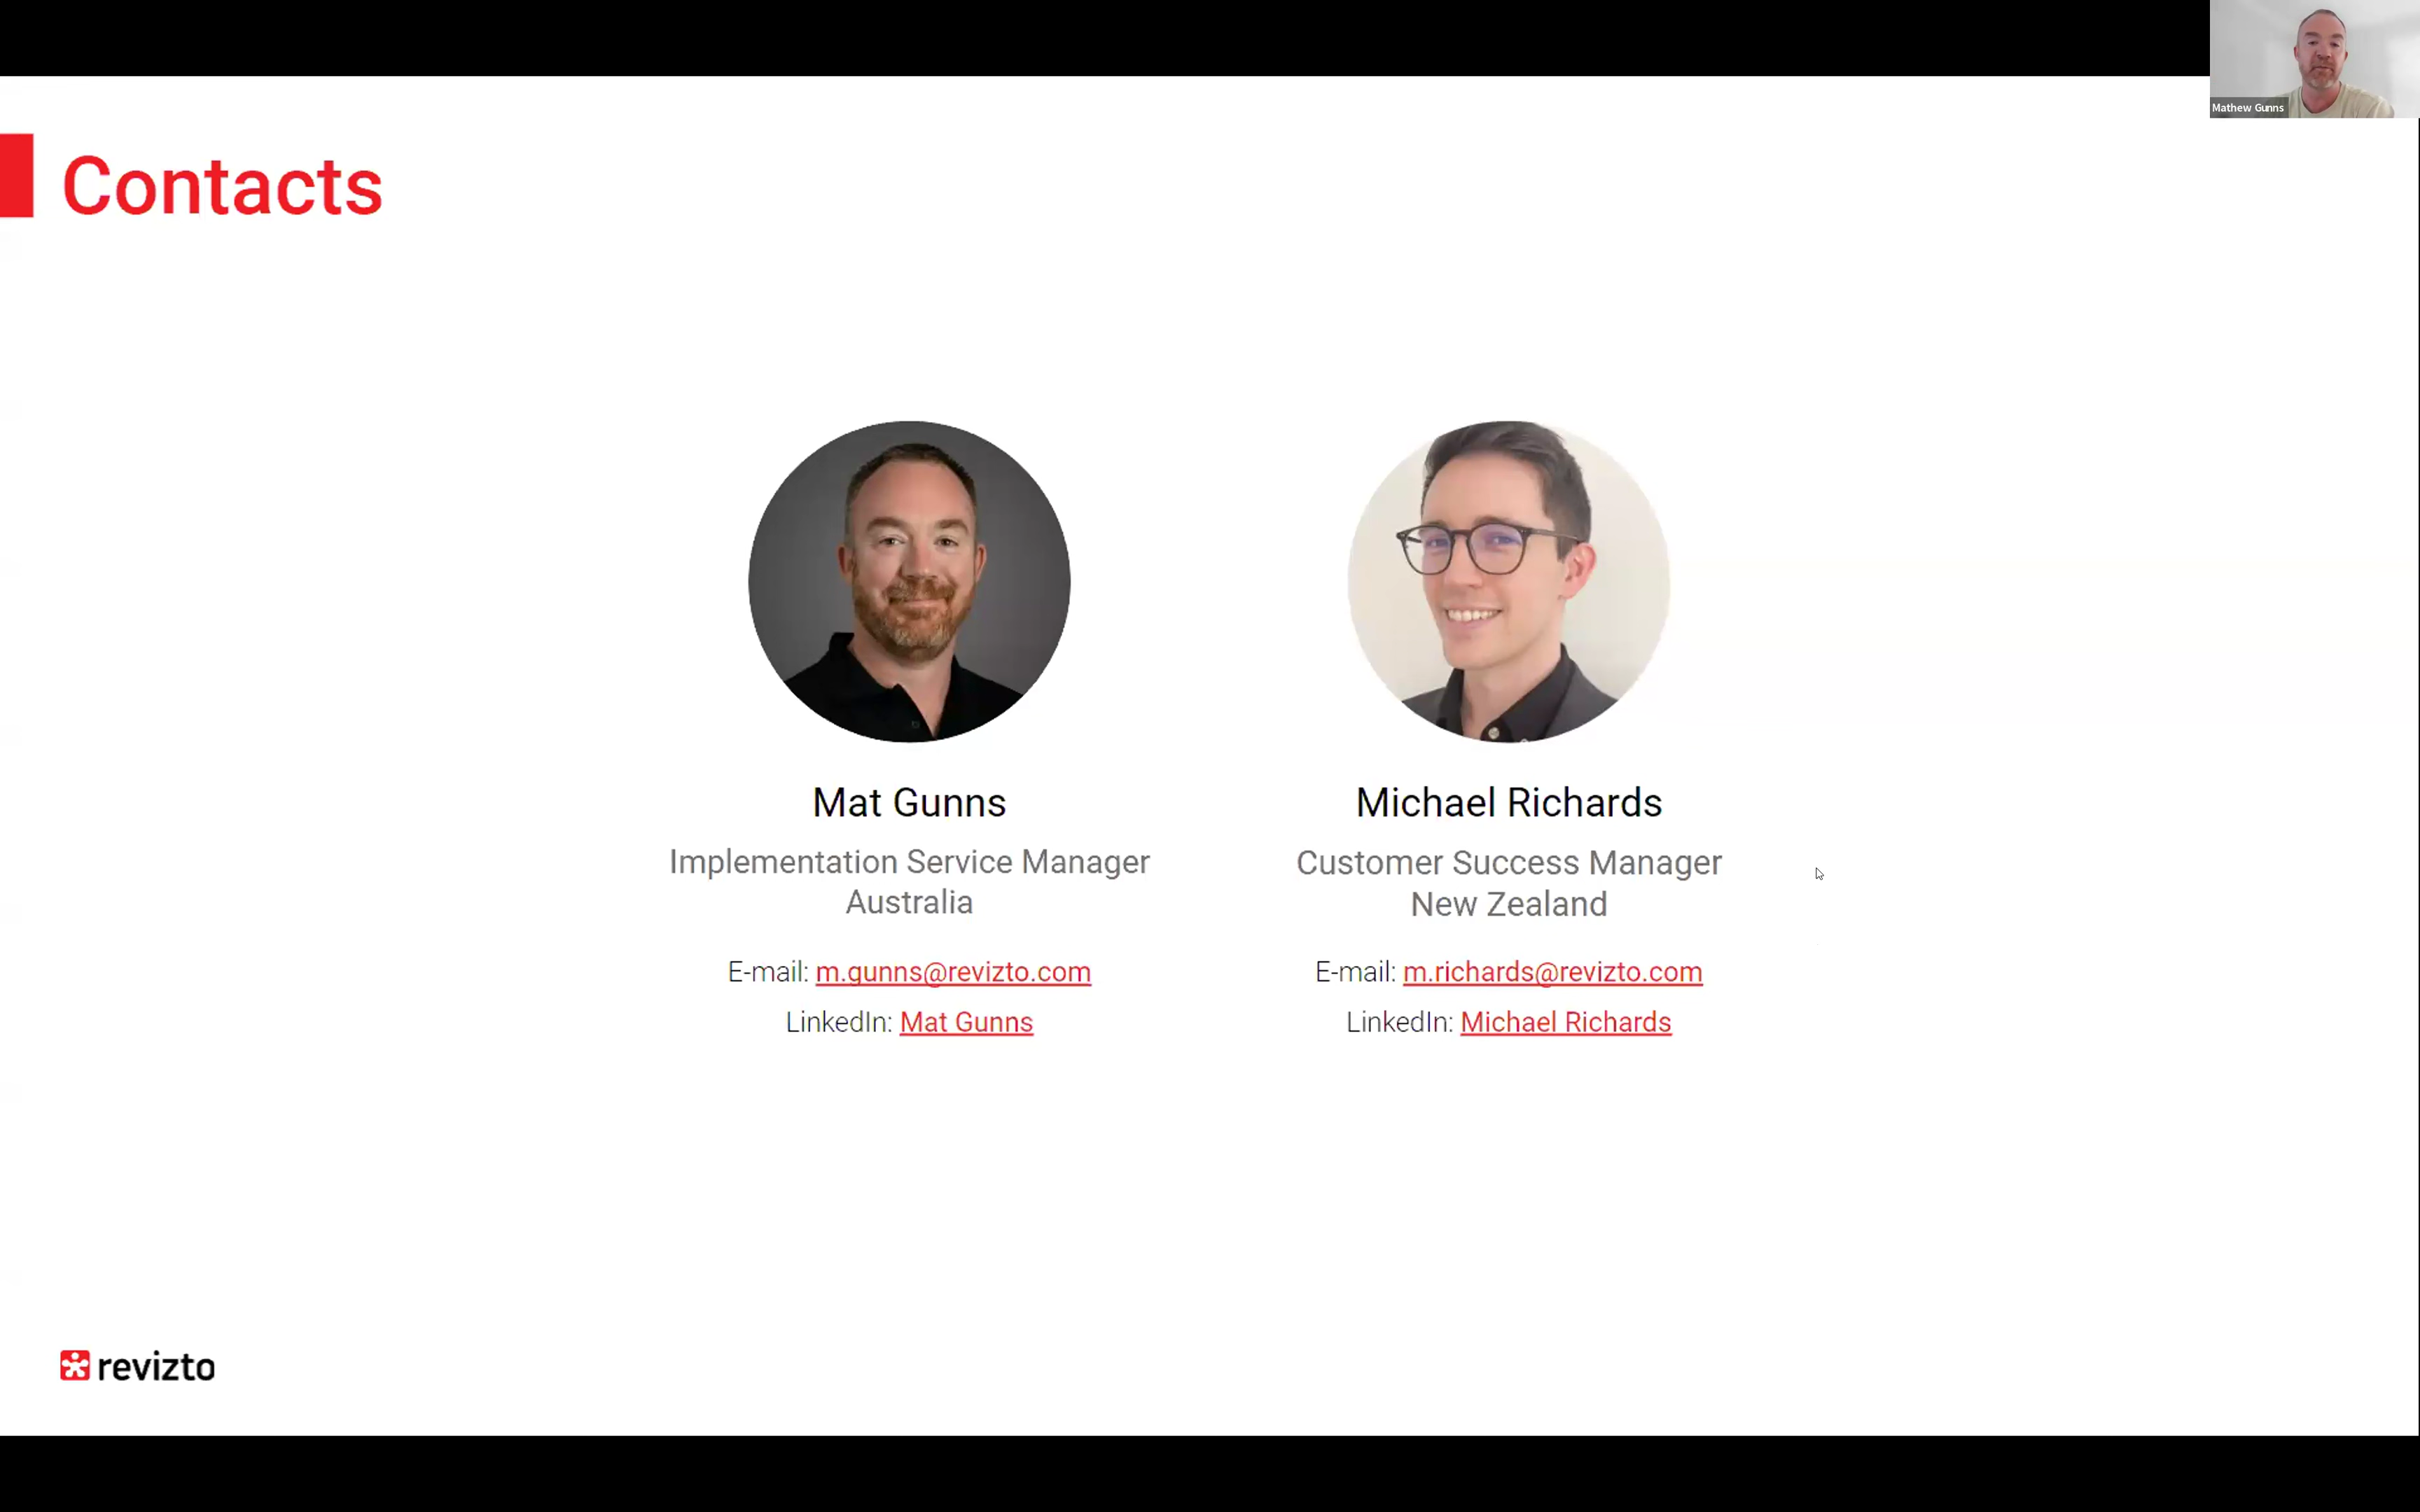 Mathew Gunns
Contacts
Mat Gunns
Implementation Service Manager
Australia
E-mail: m.gunns@revizto.com
LinkedIn: Mat Gunns
Michael Richards
Customer Success Manager
New Zealand
E-mail: m.richards@revizto.com
LinkedIn: Michael Richards
revizto